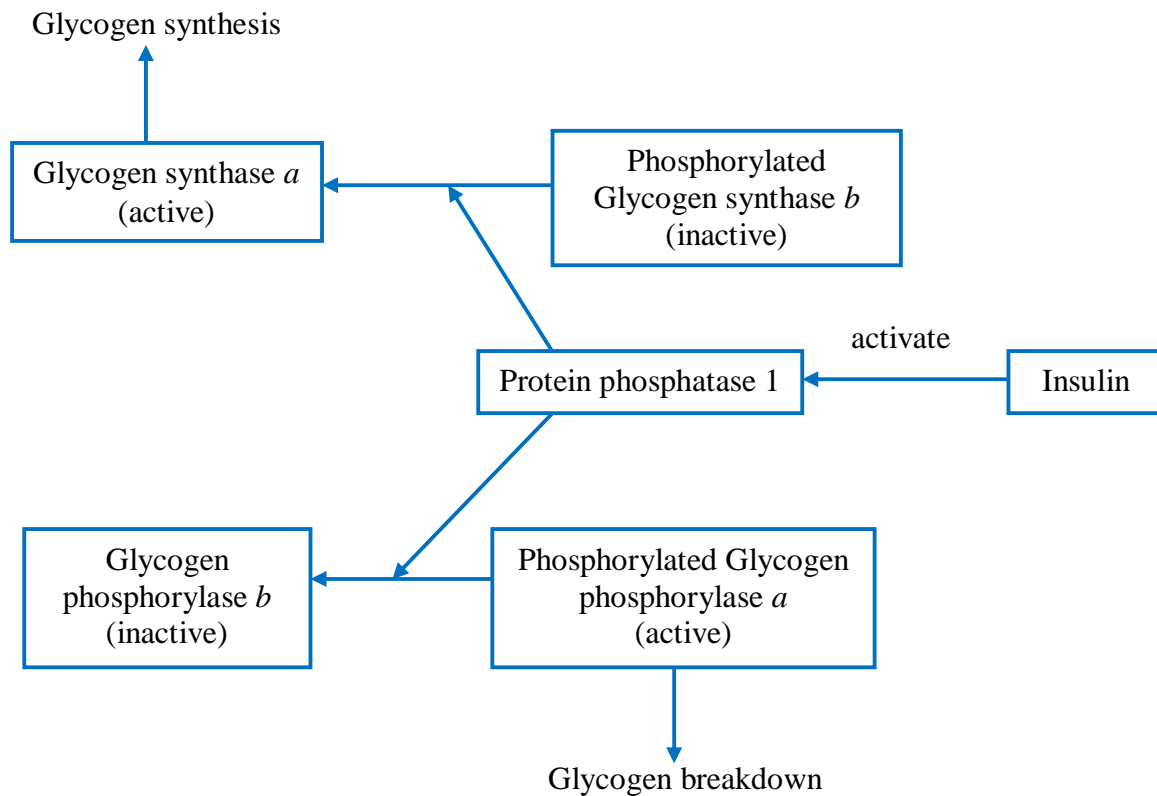 Glycogen synthesis
Glycogen synthase a
(active)
Phosphorylated
Glycogen synthase b
(inactive)
activate
Protein phosphatase 1
Insulin
Glycogen
phosphorylase b
(inactive)
Phosphorylated Glycogen
phosphorylase a
(active)
Glycogen breakdown